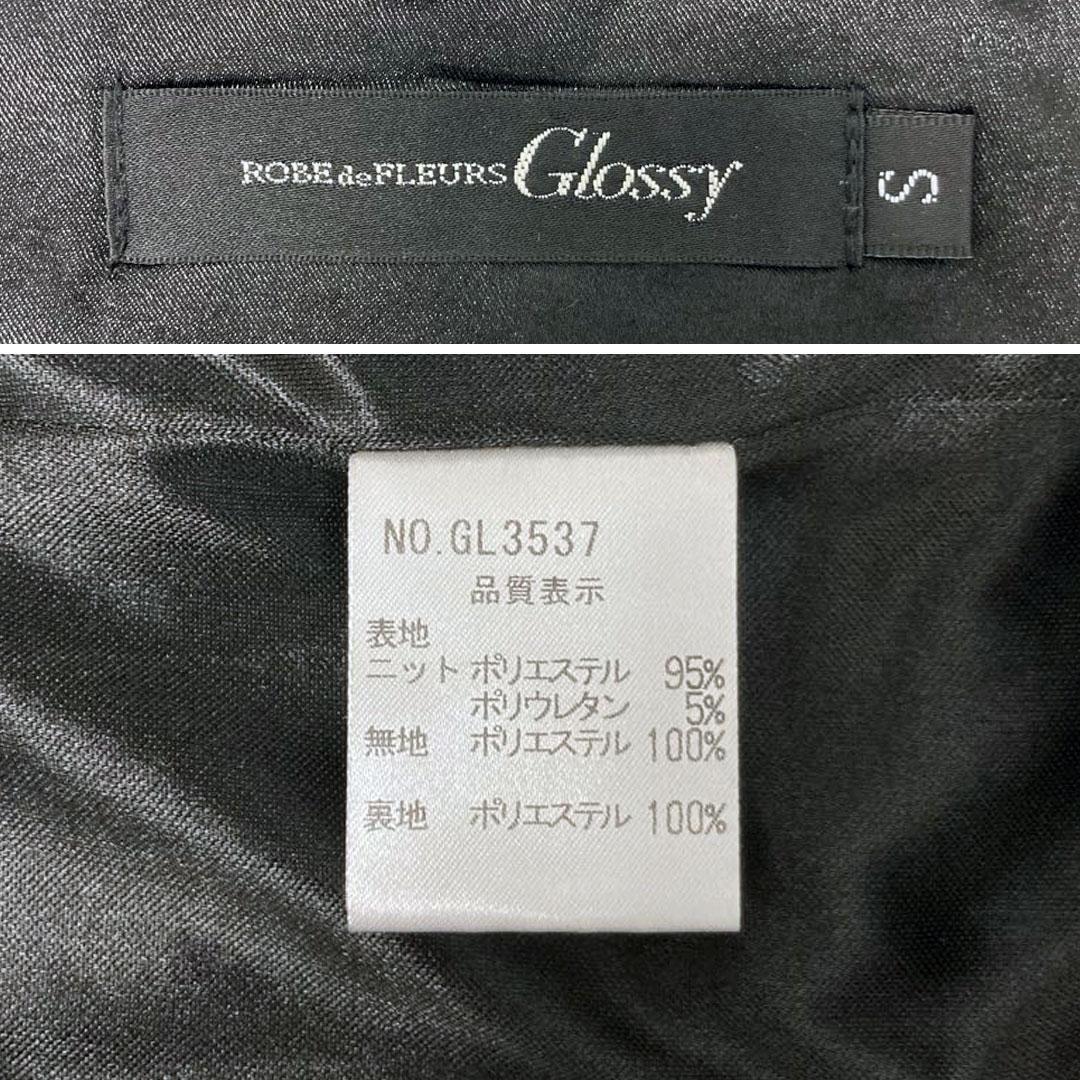 ROBE de FLEURS Glossy
S
NO.GL3537
品質表示
表地
ニット ポリエステル 95%
ポリウレタン 5%
無地 ポリエステル 100%
裏地 ポリエステル 100%